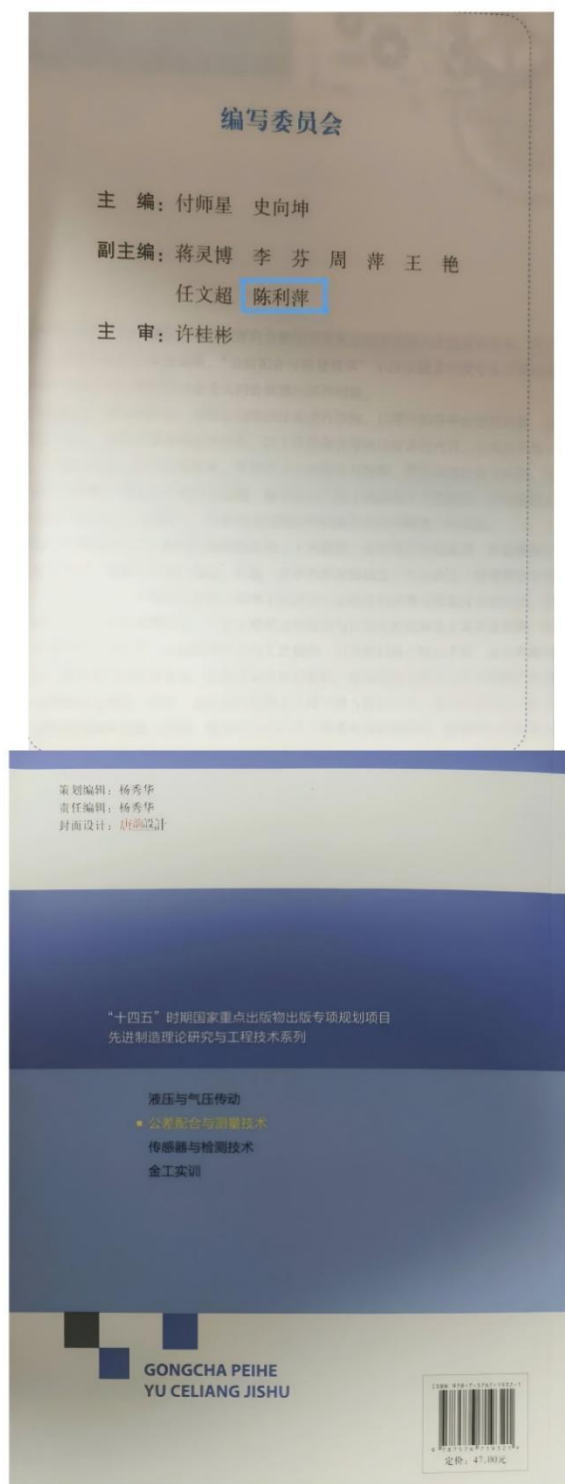 编写委员会
主 编：付师星 史向坤
副主编：蒋灵博 李 芬 周 萍 王 艳
任文超 陈利萍
主 审：许桂彬
策划编辑：杨秀华
责任编辑：杨秀华
封面设计：
“十四五”时期国家重点出版物出版专项规划项目
先进制造理论研究与工程技术系列
液压与气压传动
公差配合与测量技术
传感器与检测技术
金工实训
GONGCHA PEIHE
YU CELIANG JISHU
定价：47.00元